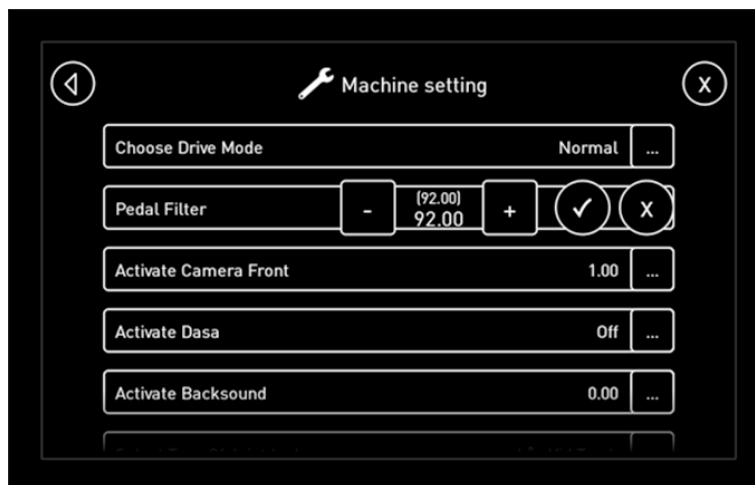 Machine setting
X
Choose Drive Mode Normal ...
Pedal Filter - (92.00) + X
92.00
Activate Camera Front 1.00 ...
Activate Dasa Off ...
Activate Backsound 0.00 ...